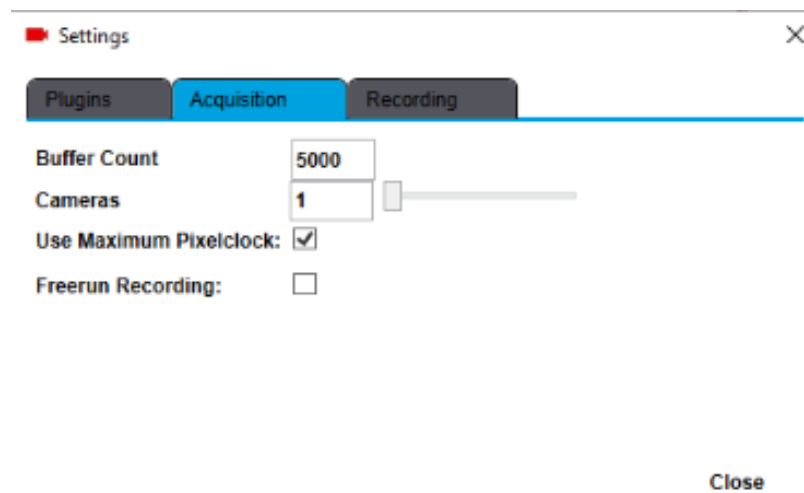 Settings
Plugins Acquisition Recording
Buffer Count 5000
Cameras 1
Use Maximum Pixelclock:
Freerun Recording:
Close